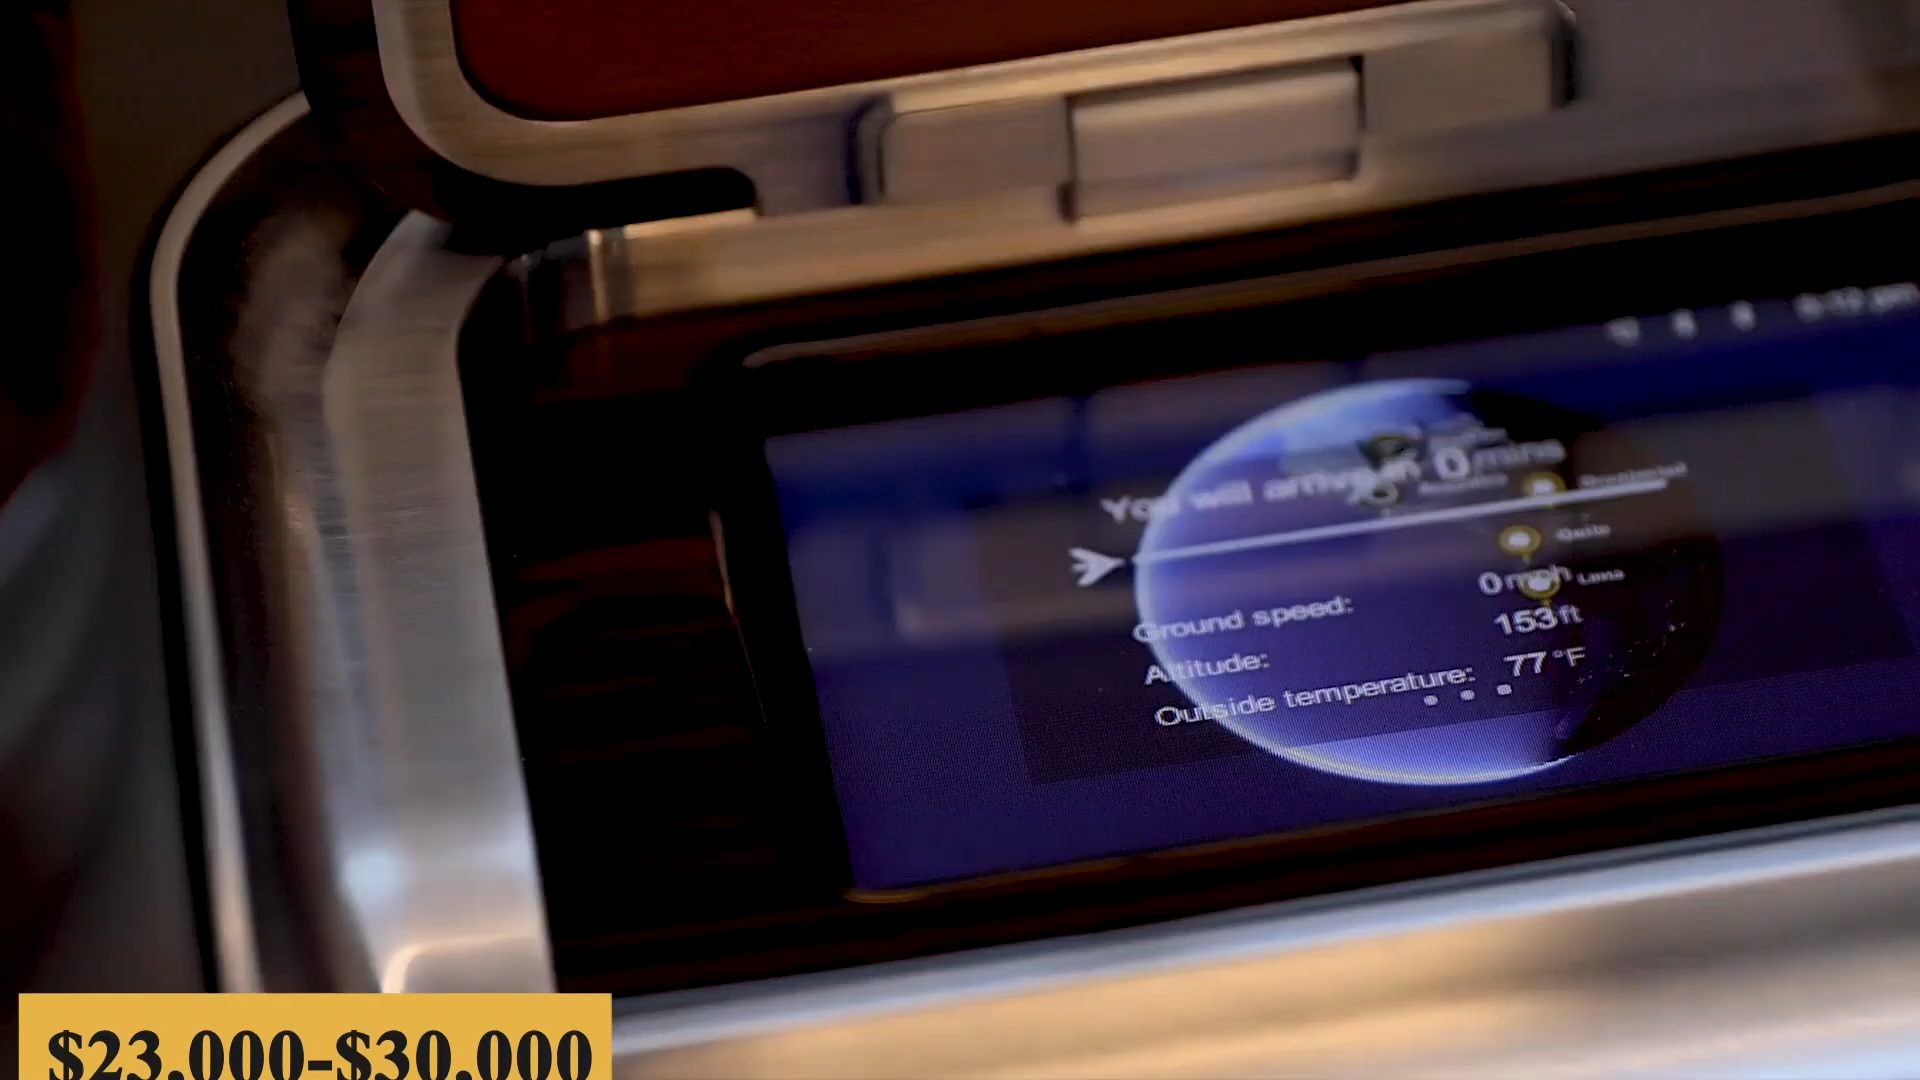 You will arrive in 0 mins
Quito
Lima
Ground speed: 0 mph
Altitude: 153 ft
Outside temperature: 77 °F
$23,000-$30,000